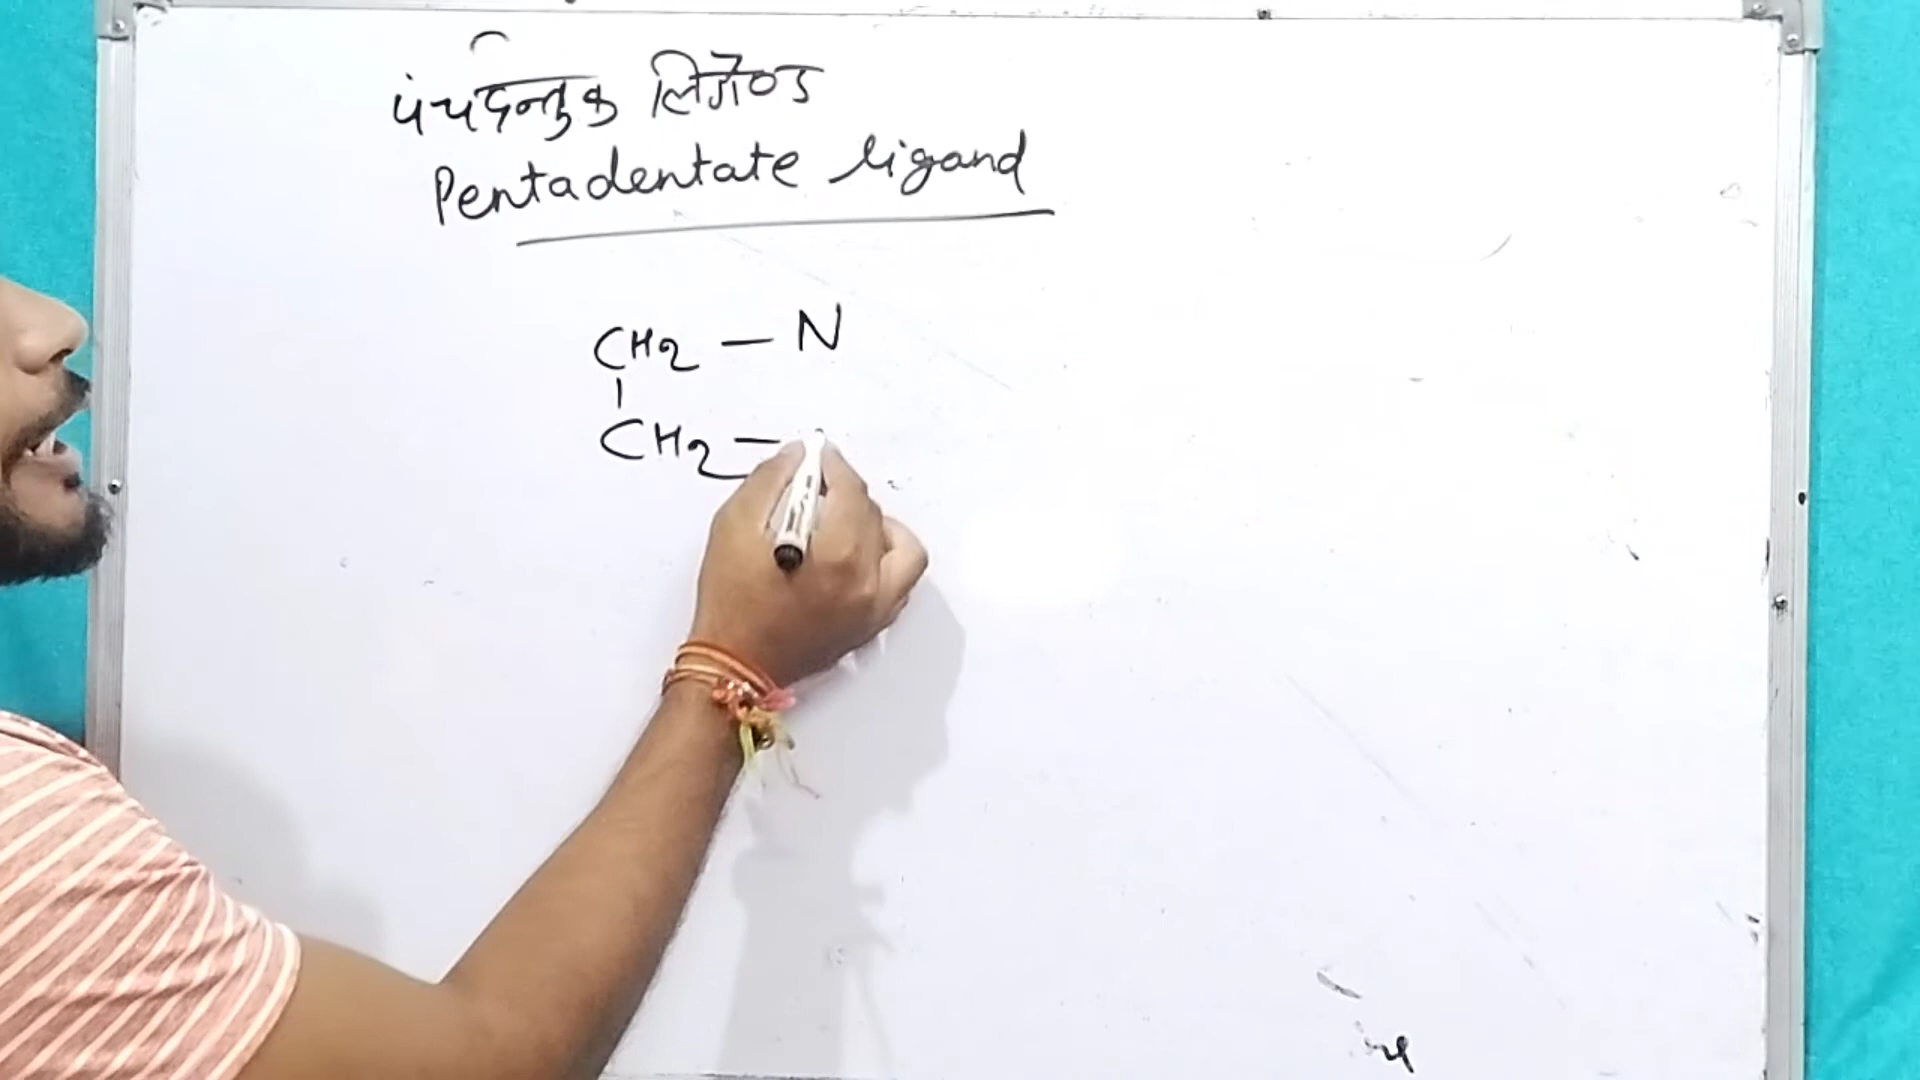 पंचदन्तुक लिगेण्ड
Pentadentate ligand
CH2 — N
|
CH2 —